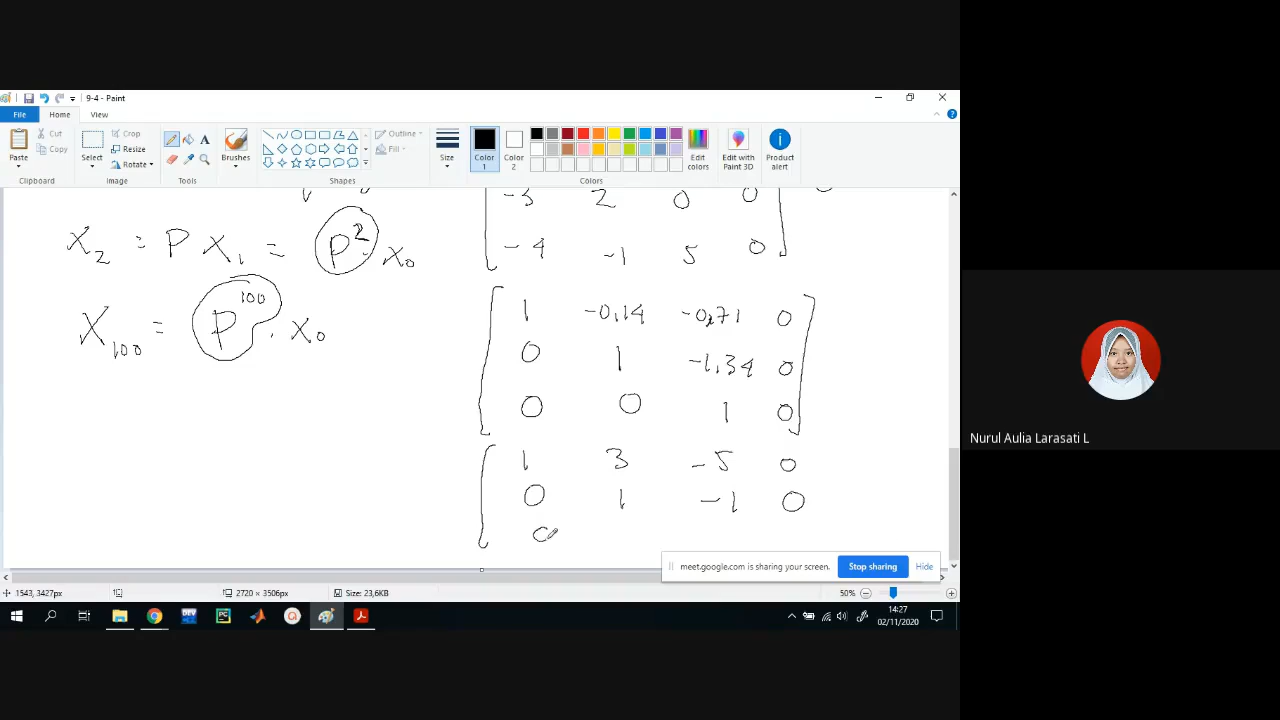 9-4 - Paint
File Home View
Paste Cut Copy Clipboard
Select Crop Resize Rotate Image
Tools
Brushes
Outline Fill Shapes
Size
Color 1 Color 2
Edit colors
Colors
Edit with Paint 3D
Product alert
-3 2 0 0
X₂ = P X₁ = P² · X₀
-4 -1 5 0
X₁₀₀ = P¹⁰⁰ · X₀
1 -0,14 -0,71 0
0 1 -1,34 0
0 0 1 0
1 3 -5 0
0 1 -1 0
0
meet.google.com is sharing your screen. Stop sharing Hide
1543, 3427px 2720 × 3506px Size: 23,6KB 50%
14:27
02/11/2020
Nurul Aulia Larasati L